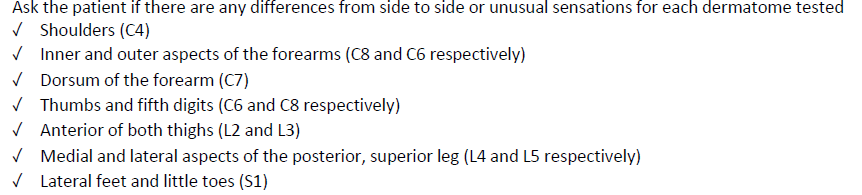 Ask the patient if there are any differences from side to side or unusual sensations for each dermatome tested
✓ Shoulders (C4)
✓ Inner and outer aspects of the forearms (C8 and C6 respectively)
✓ Dorsum of the forearm (C7)
✓ Thumbs and fifth digits (C6 and C8 respectively)
✓ Anterior of both thighs (L2 and L3)
✓ Medial and lateral aspects of the posterior, superior leg (L4 and L5 respectively)
✓ Lateral feet and little toes (S1)